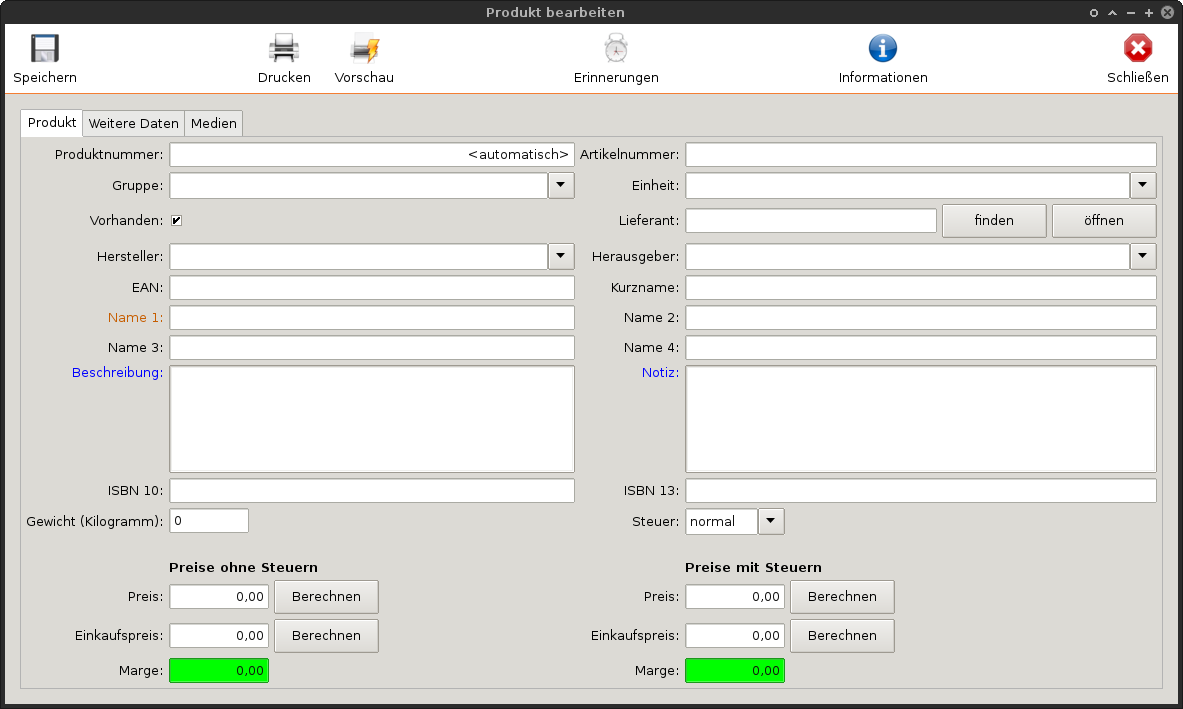 Produkt bearbeiten
Speichern Drucken Vorschau Erinnerungen Informationen Schließen
Produkt Weitere Daten Medien
Produktnummer: <automatisch> Artikelnummer:
Gruppe: Einheit:
Vorhanden: Lieferant: finden öffnen
Hersteller: Herausgeber:
EAN: Kurzname:
Name 1: Name 2:
Name 3: Name 4:
Beschreibung: Notiz:
ISBN 10: ISBN 13:
Gewicht (Kilogramm): 0 Steuer: normal
Preise ohne Steuern Preise mit Steuern
Preis: 0,00 Berechnen Preis: 0,00 Berechnen
Einkaufspreis: 0,00 Berechnen Einkaufspreis: 0,00 Berechnen
Marge: 0,00 Marge: 0,00